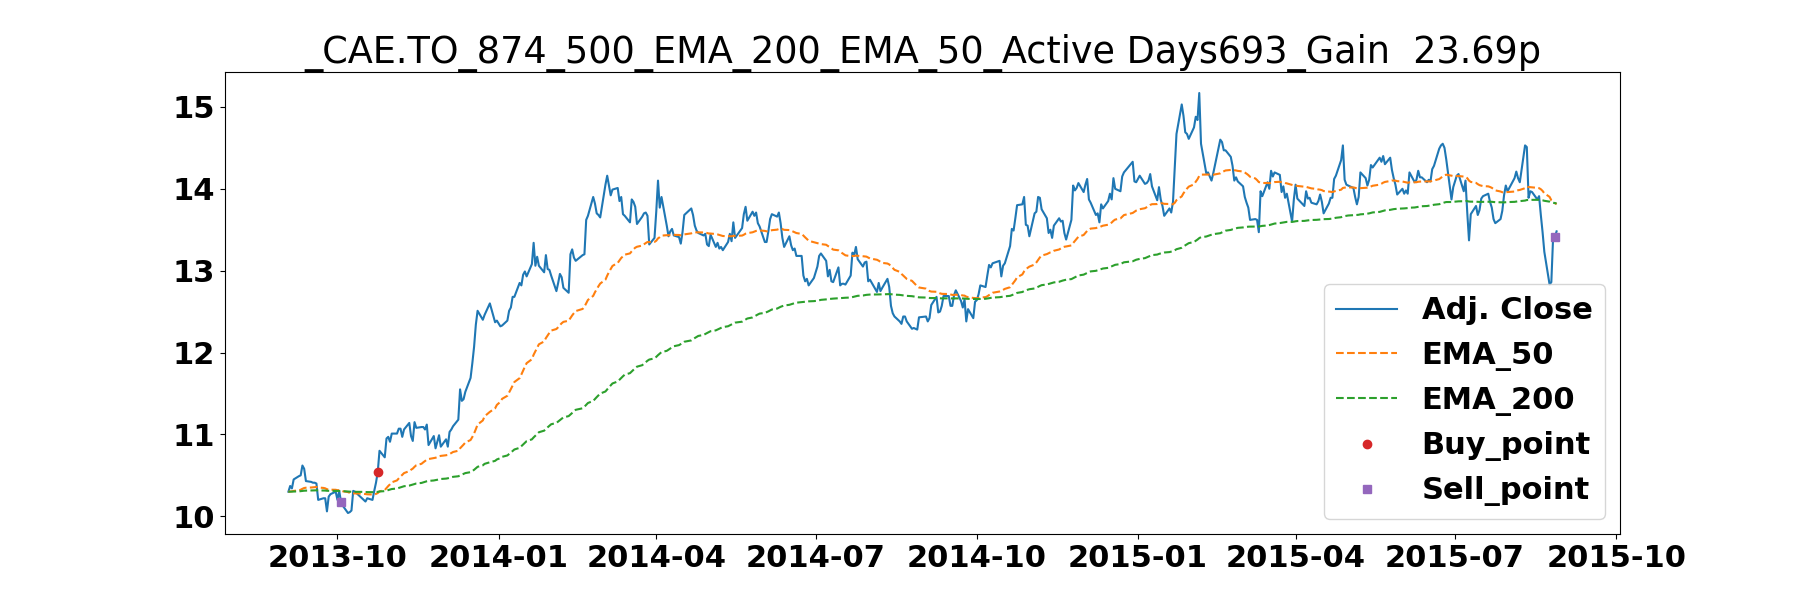 _CAE.TO_874_500_EMA_200_EMA_50_Active Days693_Gain  23.69p
15
14
13
12
11
10
Adj. Close
EMA_50
EMA_200
Buy_point
Sell_point
2013-10 2014-01 2014-04 2014-07 2014-10 2015-01 2015-04 2015-07 2015-10